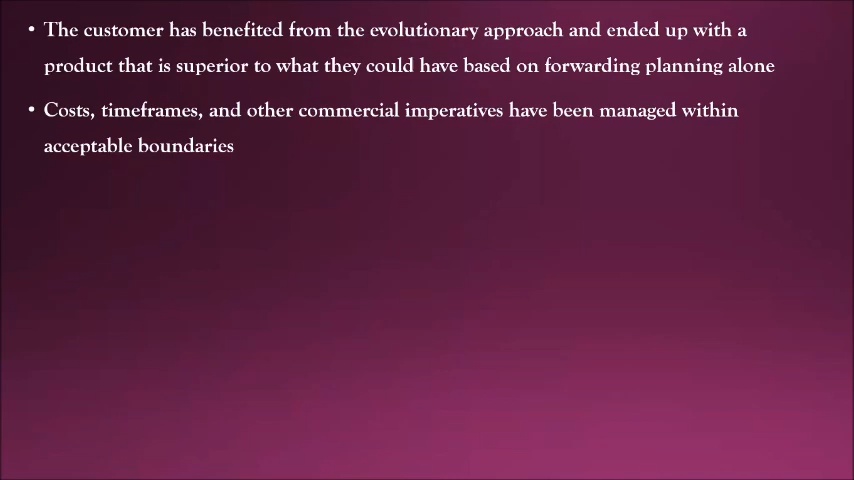 • The customer has benefited from the evolutionary approach and ended up with a
product that is superior to what they could have based on forwarding planning alone
• Costs, timeframes, and other commercial imperatives have been managed within
acceptable boundaries